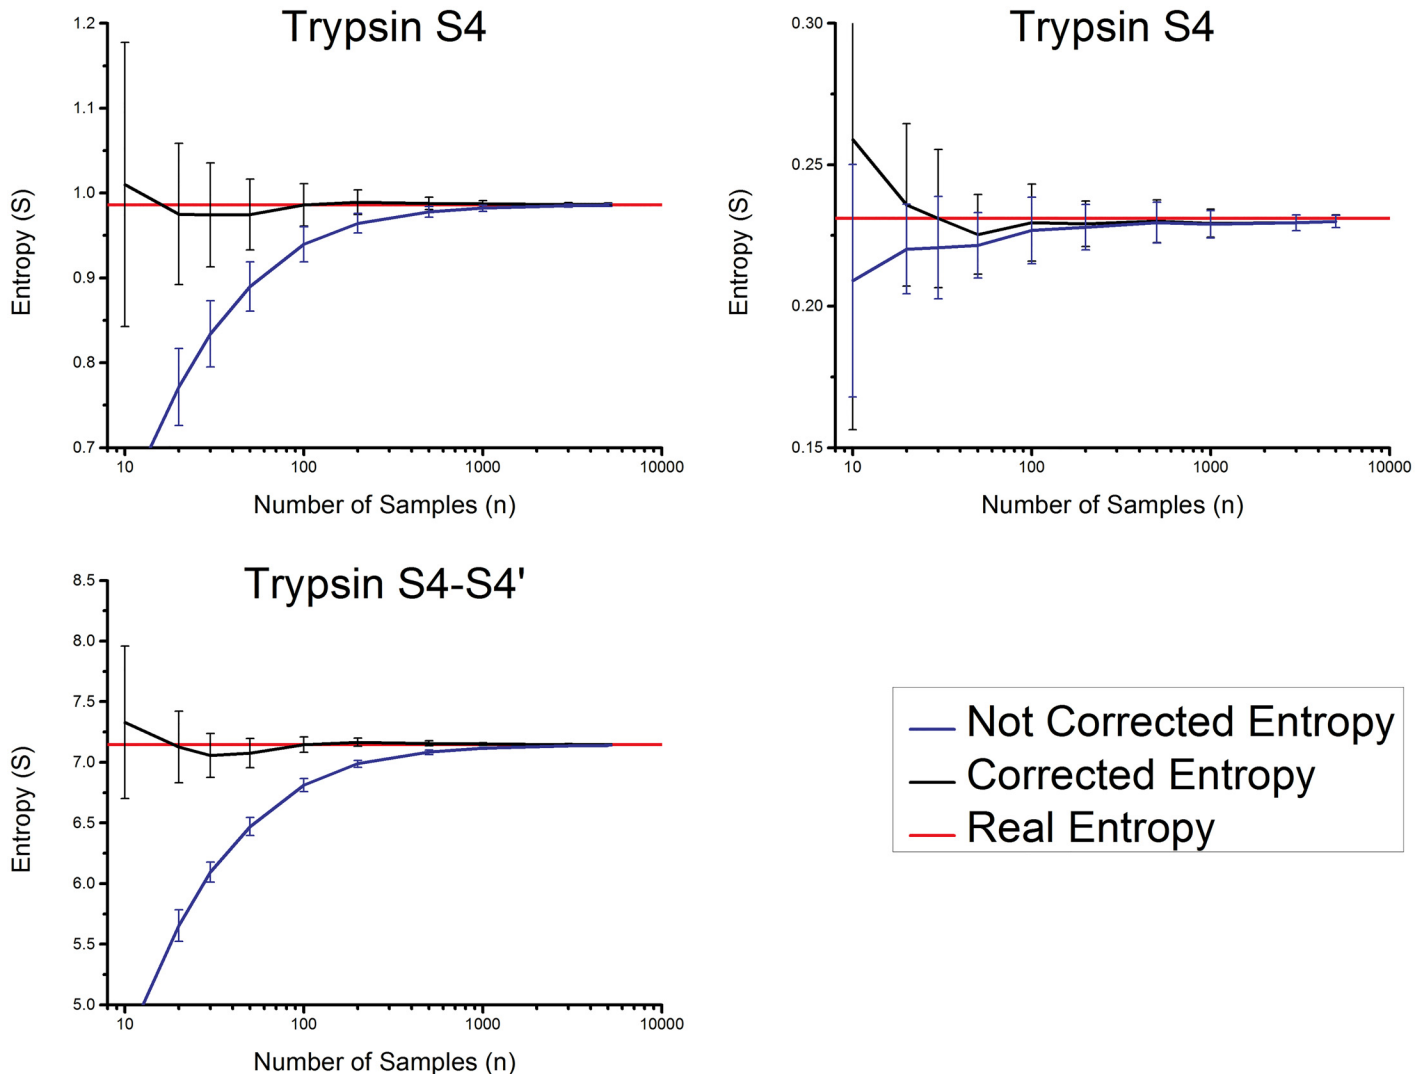 Trypsin S4
1.2
1.1
1.0
0.9
0.8
0.7
Entropy (S)
10 100 1000 10000
Number of Samples (n)
Trypsin S4
0.30
0.25
0.20
0.15
Entropy (S)
10 100 1000 10000
Number of Samples (n)
Trypsin S4-S4'
8.5
8.0
7.5
7.0
6.5
6.0
5.5
5.0
Entropy (S)
10 100 1000 10000
Number of Samples (n)
Not Corrected Entropy
Corrected Entropy
Real Entropy